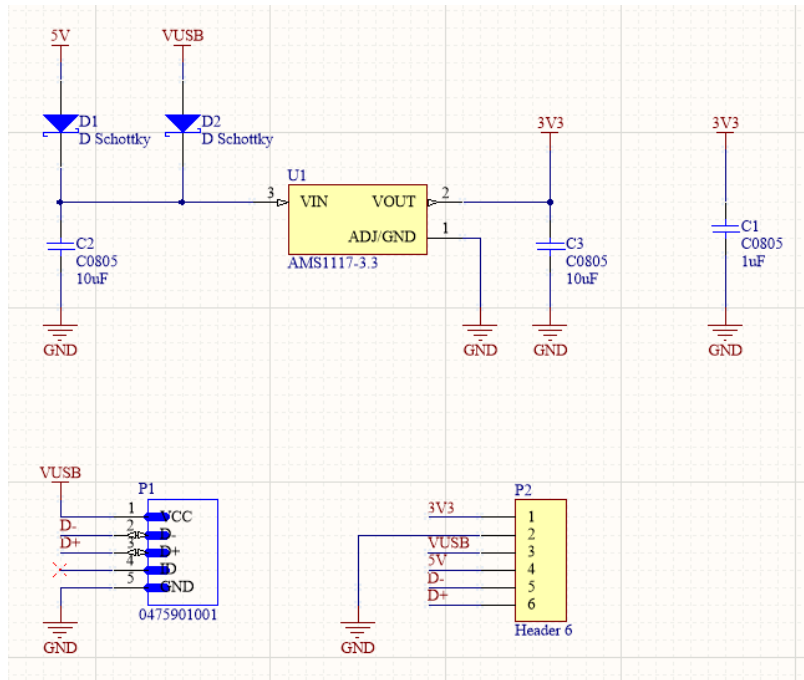 5V
VUSB
D1
D Schottky
D2
D Schottky
3V3
3V3
U1
3
VIN
VOUT
2
ADJ/GND
1
AMS1117-3.3
C2
C0805
10uF
C3
C0805
10uF
C1
C0805
1uF
GND
GND
GND
GND
VUSB
P1
1
VCC
D-
2
D-
D+
3
D+
4
ID
5
GND
0475901001
GND
P2
3V3
1
2
VUSB
3
5V
4
D-
5
D+
6
Header 6
GND